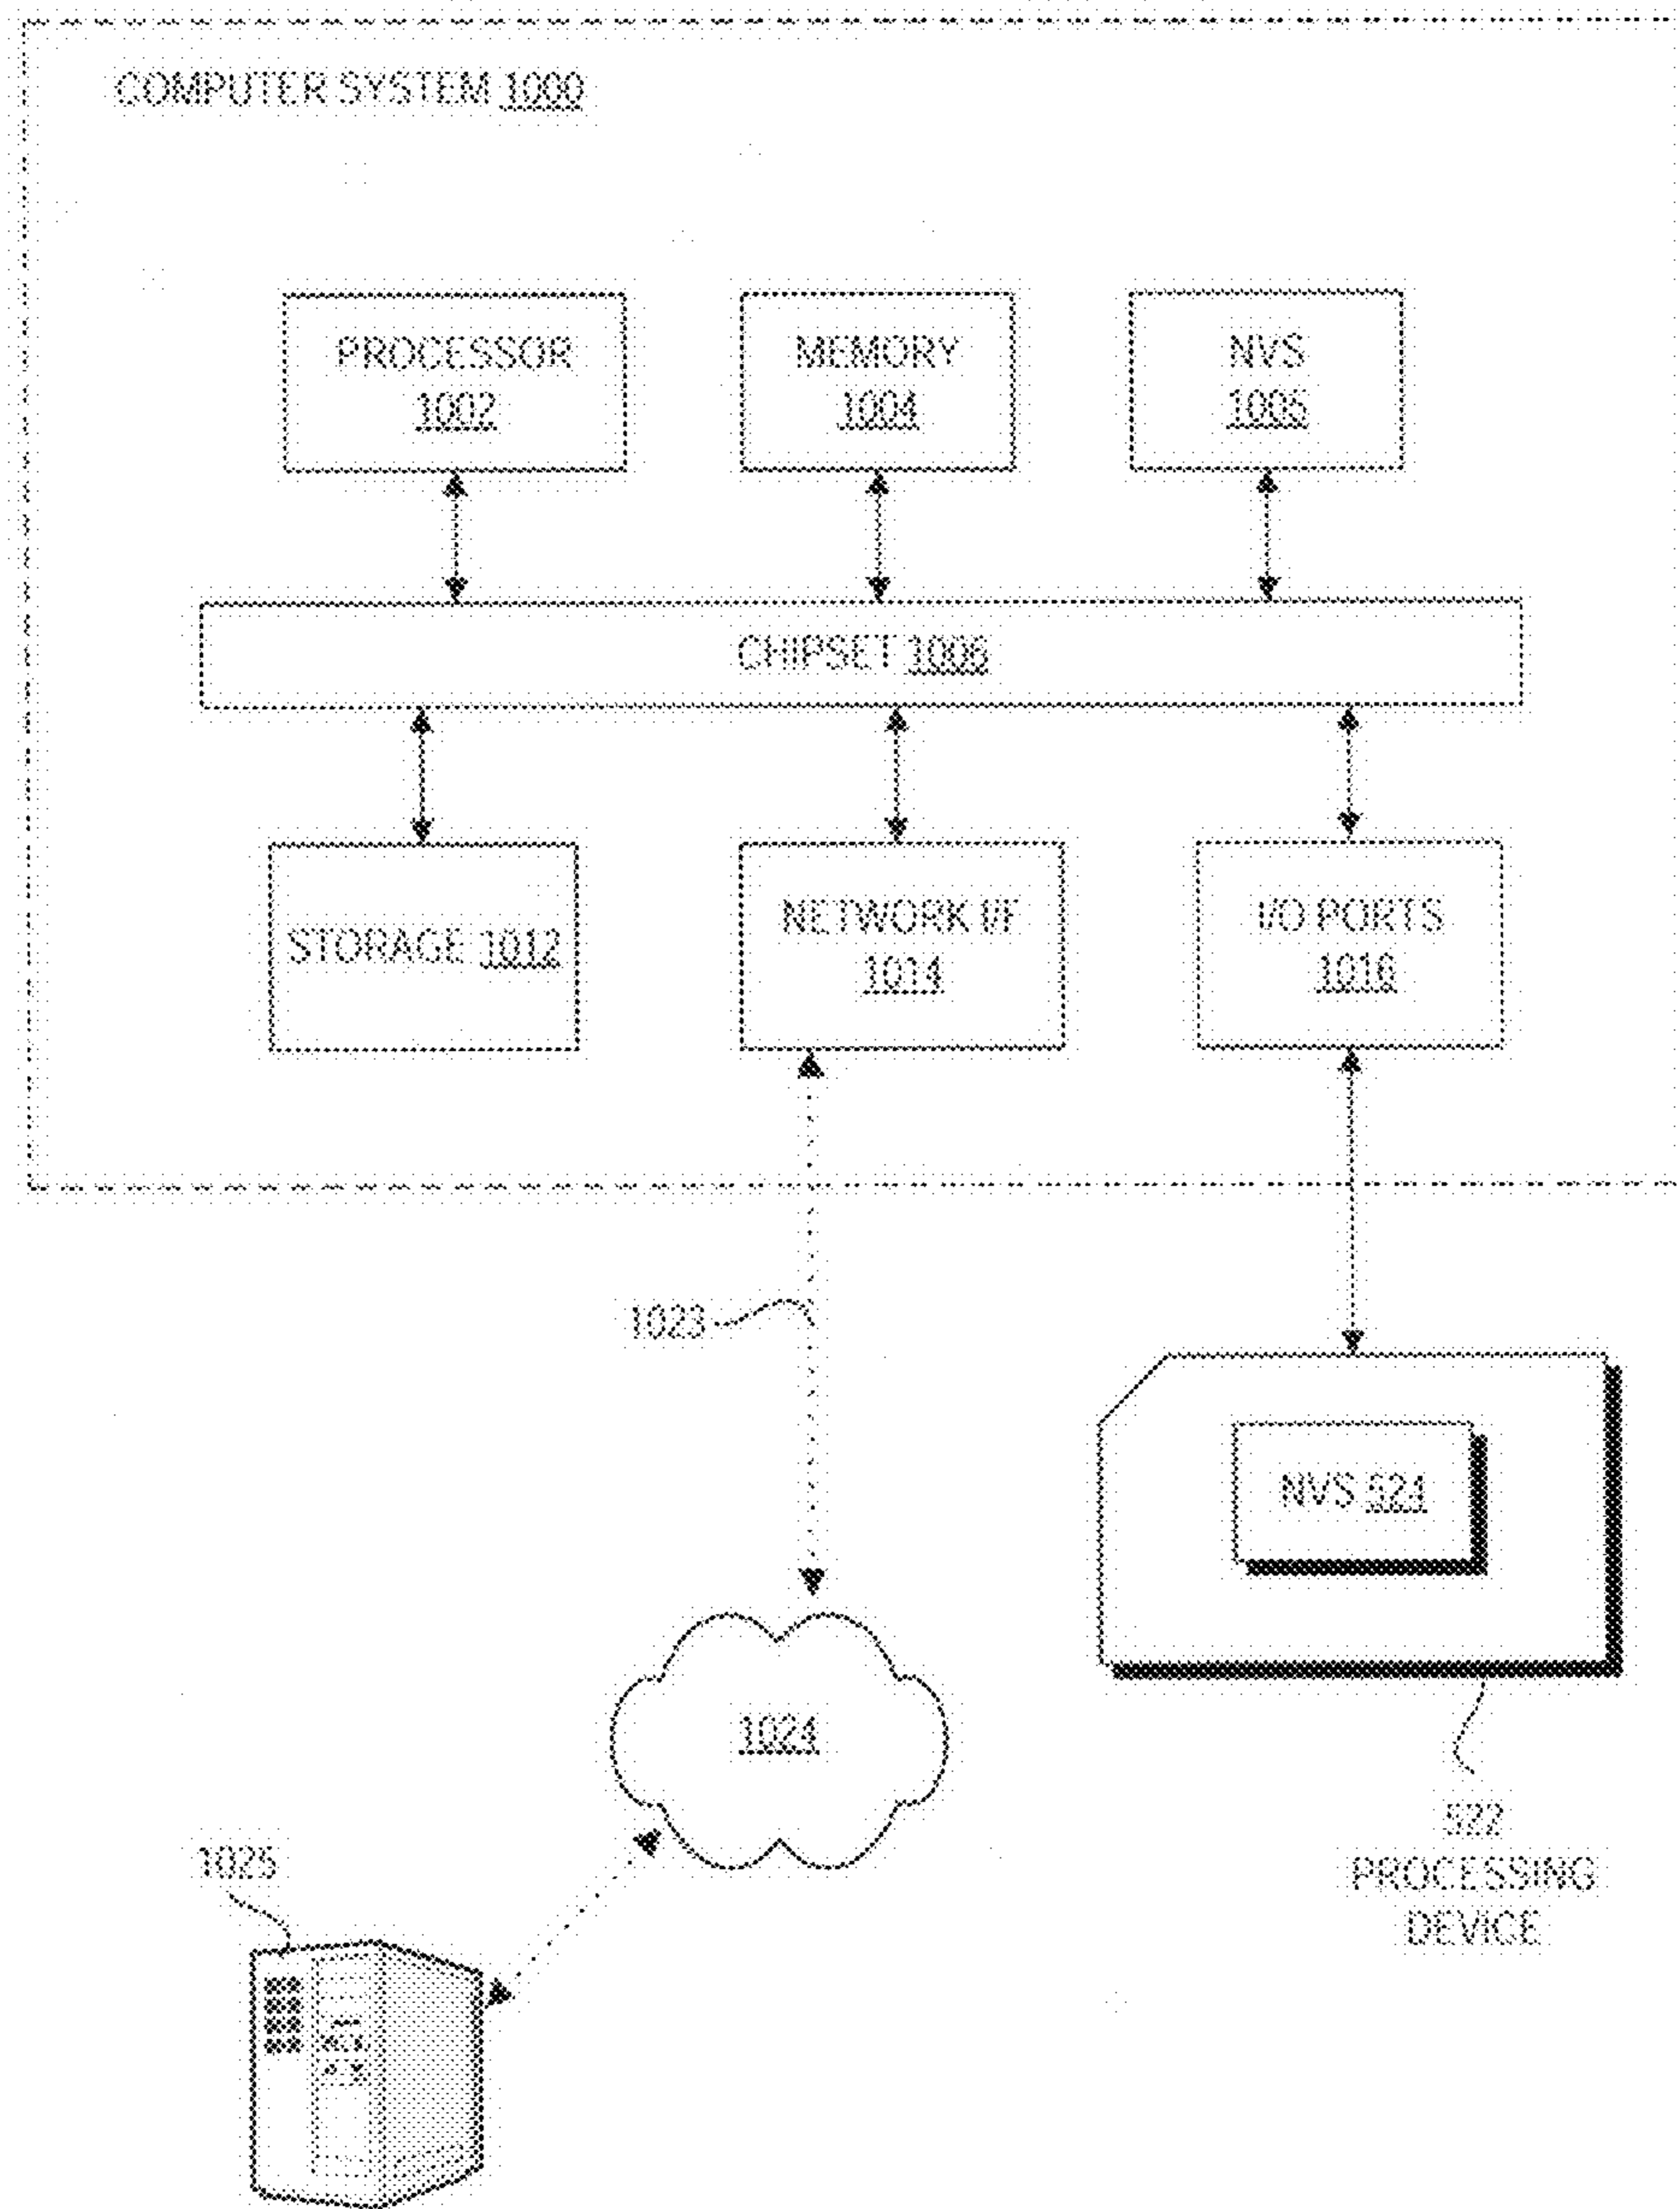 COMPUTER SYSTEM 1000
PROCESSOR
1002
MEMORY
1004
NVS
1005
CHIPSET 1006
STORAGE 1012
NETWORK I/F
1014
I/O PORTS
1016
1023
NVS 524
1024
522
PROCESSING
DEVICE
1025